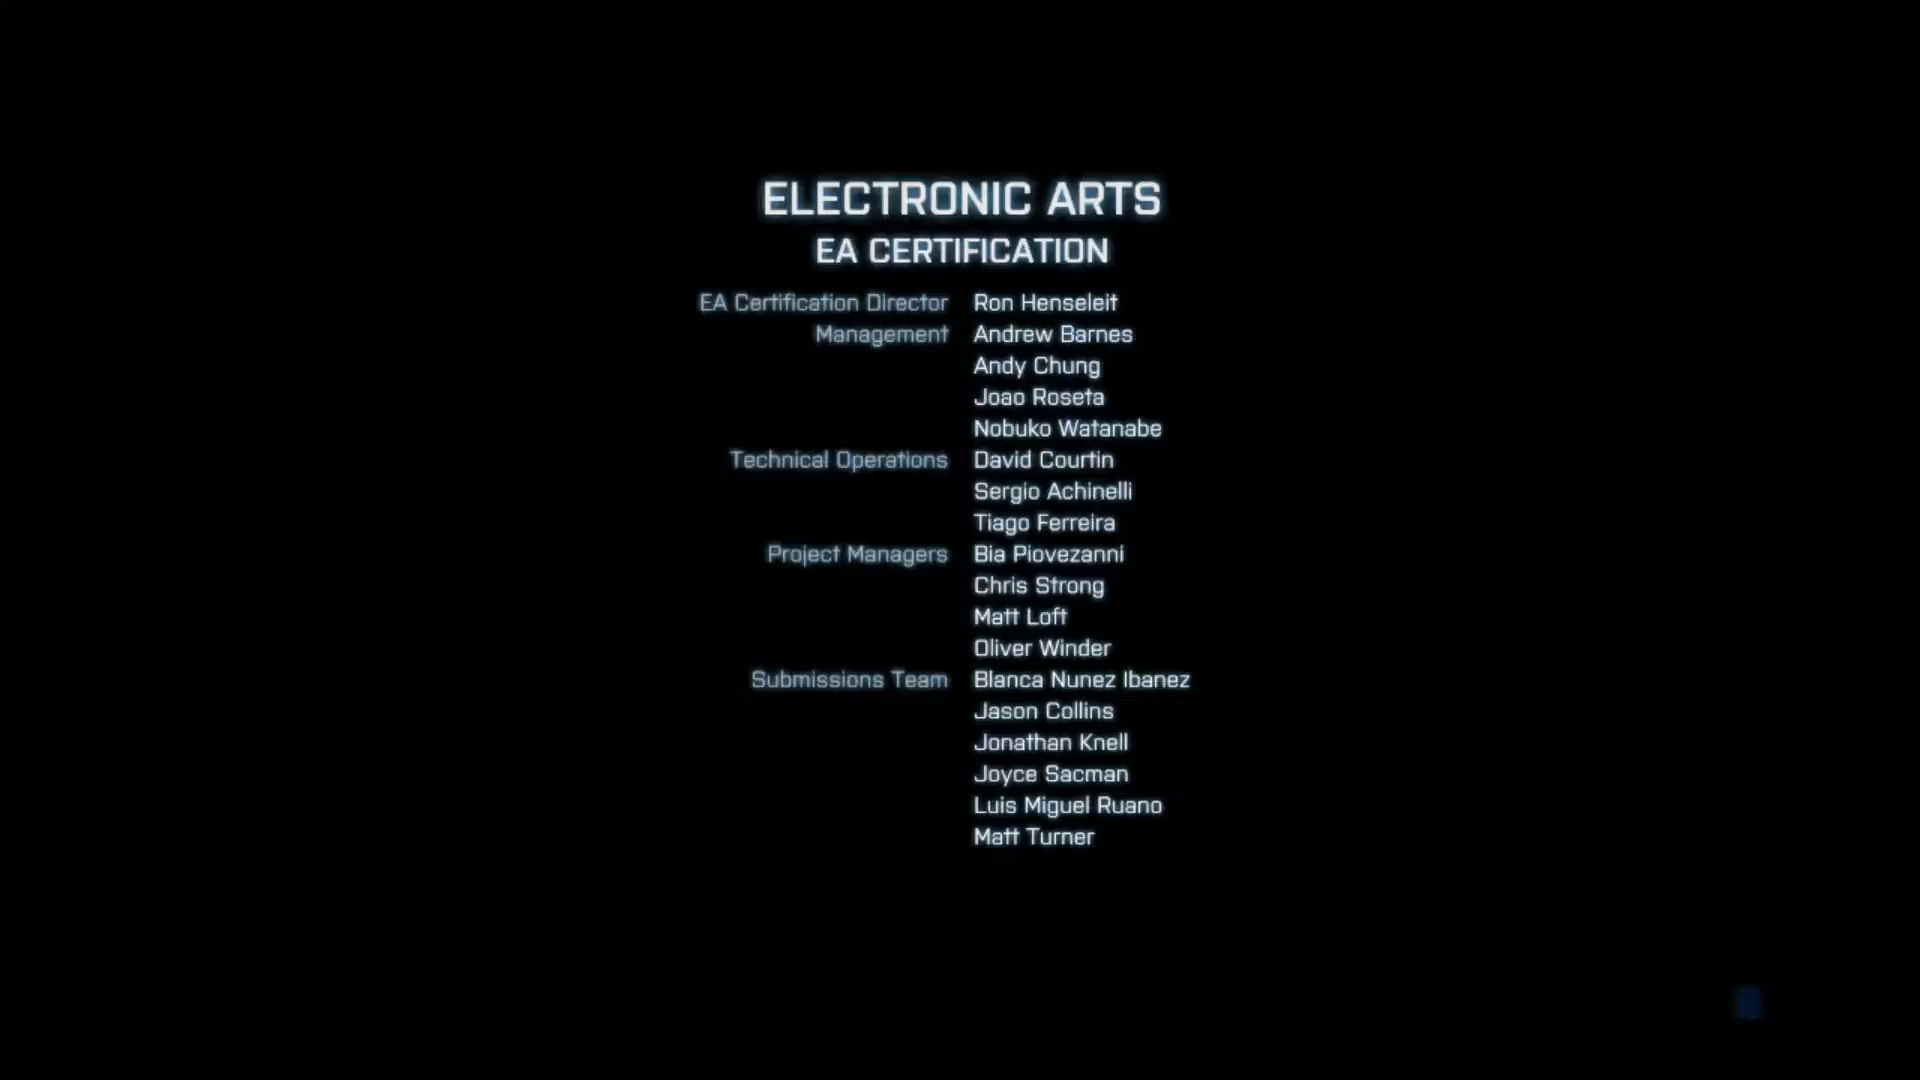 ELECTRONIC ARTS
EA CERTIFICATION
EA Certification Director Ron Henseleit
Management Andrew Barnes
Andy Chung
Joao Roseta
Nobuko Watanabe
Technical Operations David Courtin
Sergio Achinelli
Tiago Ferreira
Project Managers Bia Piovezanni
Chris Strong
Matt Loft
Oliver Winder
Submissions Team Blanca Nunez Ibanez
Jason Collins
Jonathan Knell
Joyce Sacman
Luis Miguel Ruano
Matt Turner